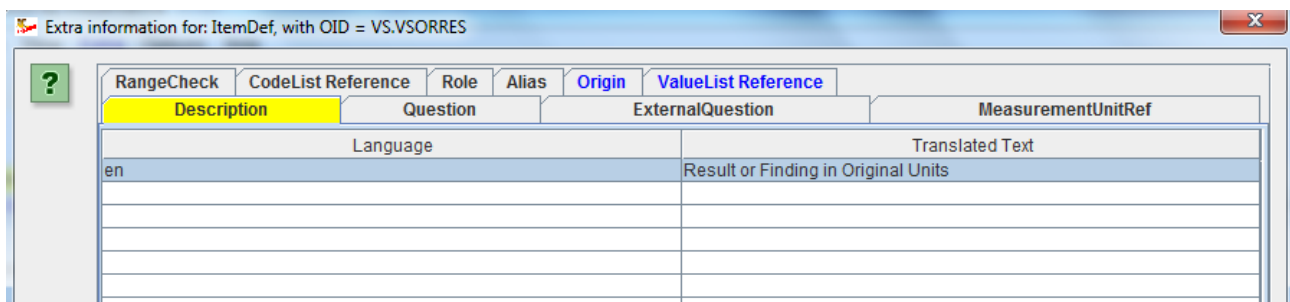 Extra information for: ItemDef, with OID = VS.VSORRES
X
? RangeCheck CodeList Reference Role Alias Origin ValueList Reference
Description Question ExternalQuestion MeasurementUnitRef
Language Translated Text
en Result or Finding in Original Units